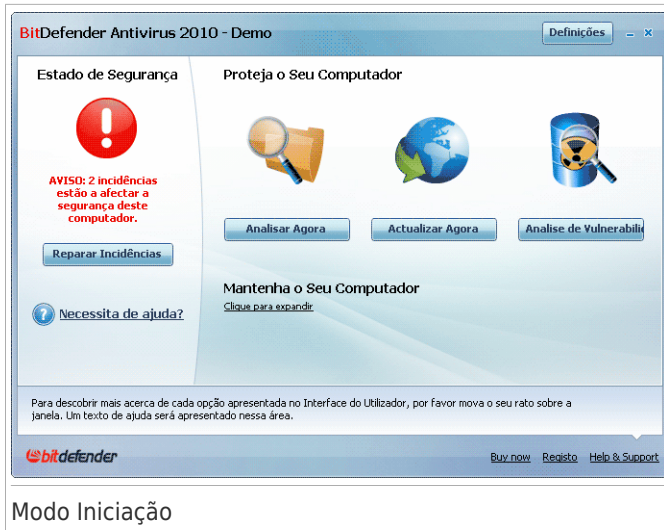 BitDefender Antivirus 2010 - Demo
Definições
Estado de Segurança
AVISO: 2 incidências
estão a afectar a
segurança deste
computador.
Reparar Incidências
Necessita de ajuda?
Proteja o Seu Computador
Analisar Agora
Actualizar Agora
Analise de Vulnerabili
Mantenha o Seu Computador
Clique para expandir
Para descobrir mais acerca de cada opção apresentada no Interface do Utilizador, por favor mova o seu rato sobre a
janela. Um texto de ajuda será apresentado nessa área.
bitdefender
Buy now
Registo
Help & Support
Modo Iniciação